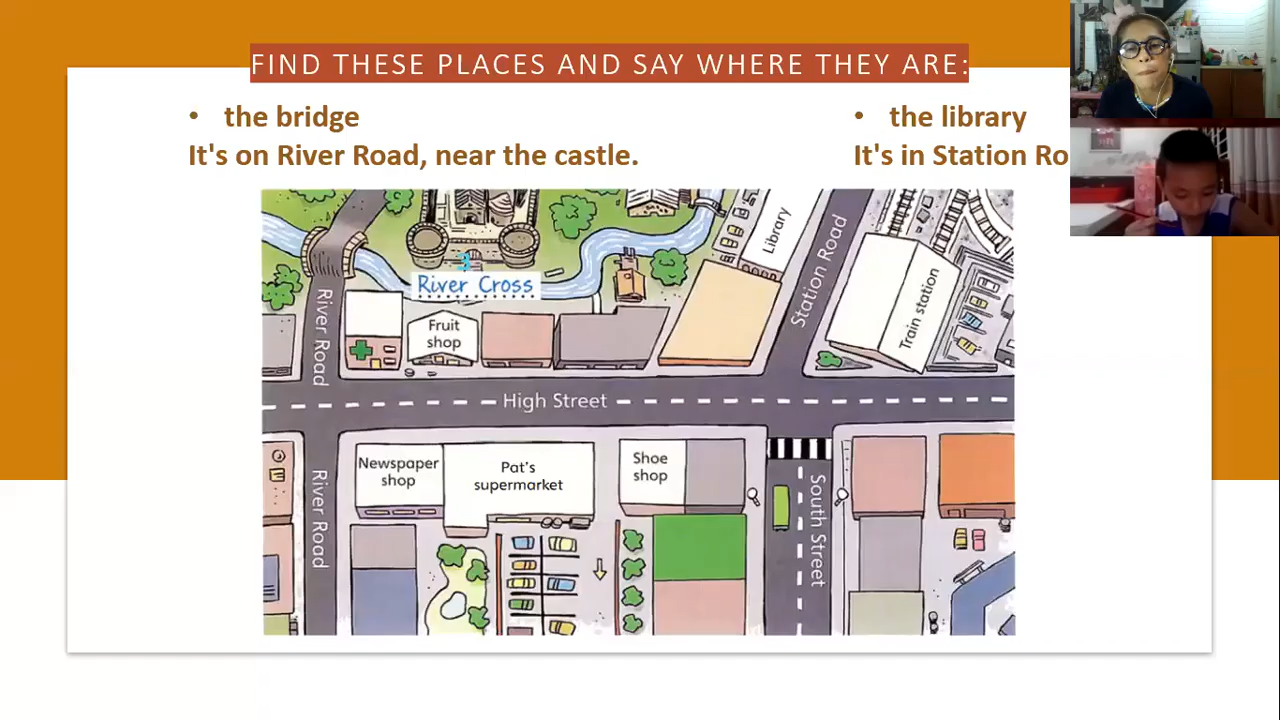 FIND THESE PLACES AND SAY WHERE THEY ARE:
• the bridge
It's on River Road, near the castle.
• the library
It's in Station Ro
Library
Station Road
3
River Cross
River Road
Fruit
shop
Train station
High Street
Newspaper
shop
Pat's
supermarket
Shoe
shop
River Road
South Street